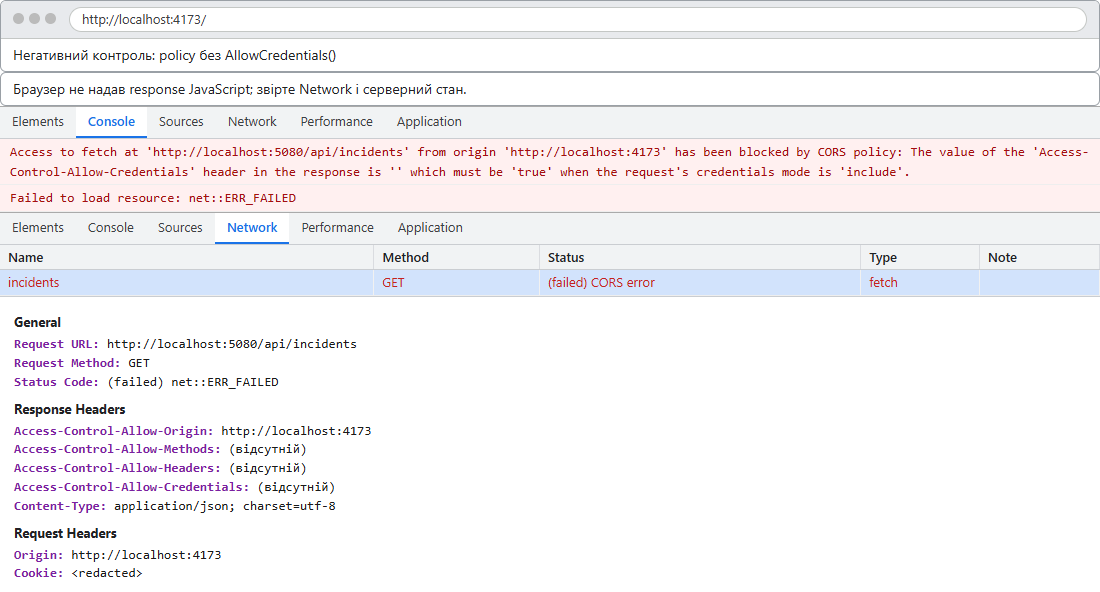 http://localhost:4173/
Негативний контроль: policy без AllowCredentials()
Браузер не надав response JavaScript; звірте Network і серверний стан.
Elements Console Sources Network Performance Application
Access to fetch at 'http://localhost:5080/api/incidents' from origin 'http://localhost:4173' has been blocked by CORS policy: The value of the 'Access-
Control-Allow-Credentials' header in the response is '' which must be 'true' when the request's credentials mode is 'include'.
Failed to load resource: net::ERR_FAILED
Elements Console Sources Network Performance Application
Name Method Status Type Note
incidents GET (failed) CORS error fetch
General
Request URL: http://localhost:5080/api/incidents
Request Method: GET
Status Code: (failed) net::ERR_FAILED
Response Headers
Access-Control-Allow-Origin: http://localhost:4173
Access-Control-Allow-Methods: (відсутній)
Access-Control-Allow-Headers: (відсутній)
Access-Control-Allow-Credentials: (відсутній)
Content-Type: application/json; charset=utf-8
Request Headers
Origin: http://localhost:4173
Cookie: <redacted>